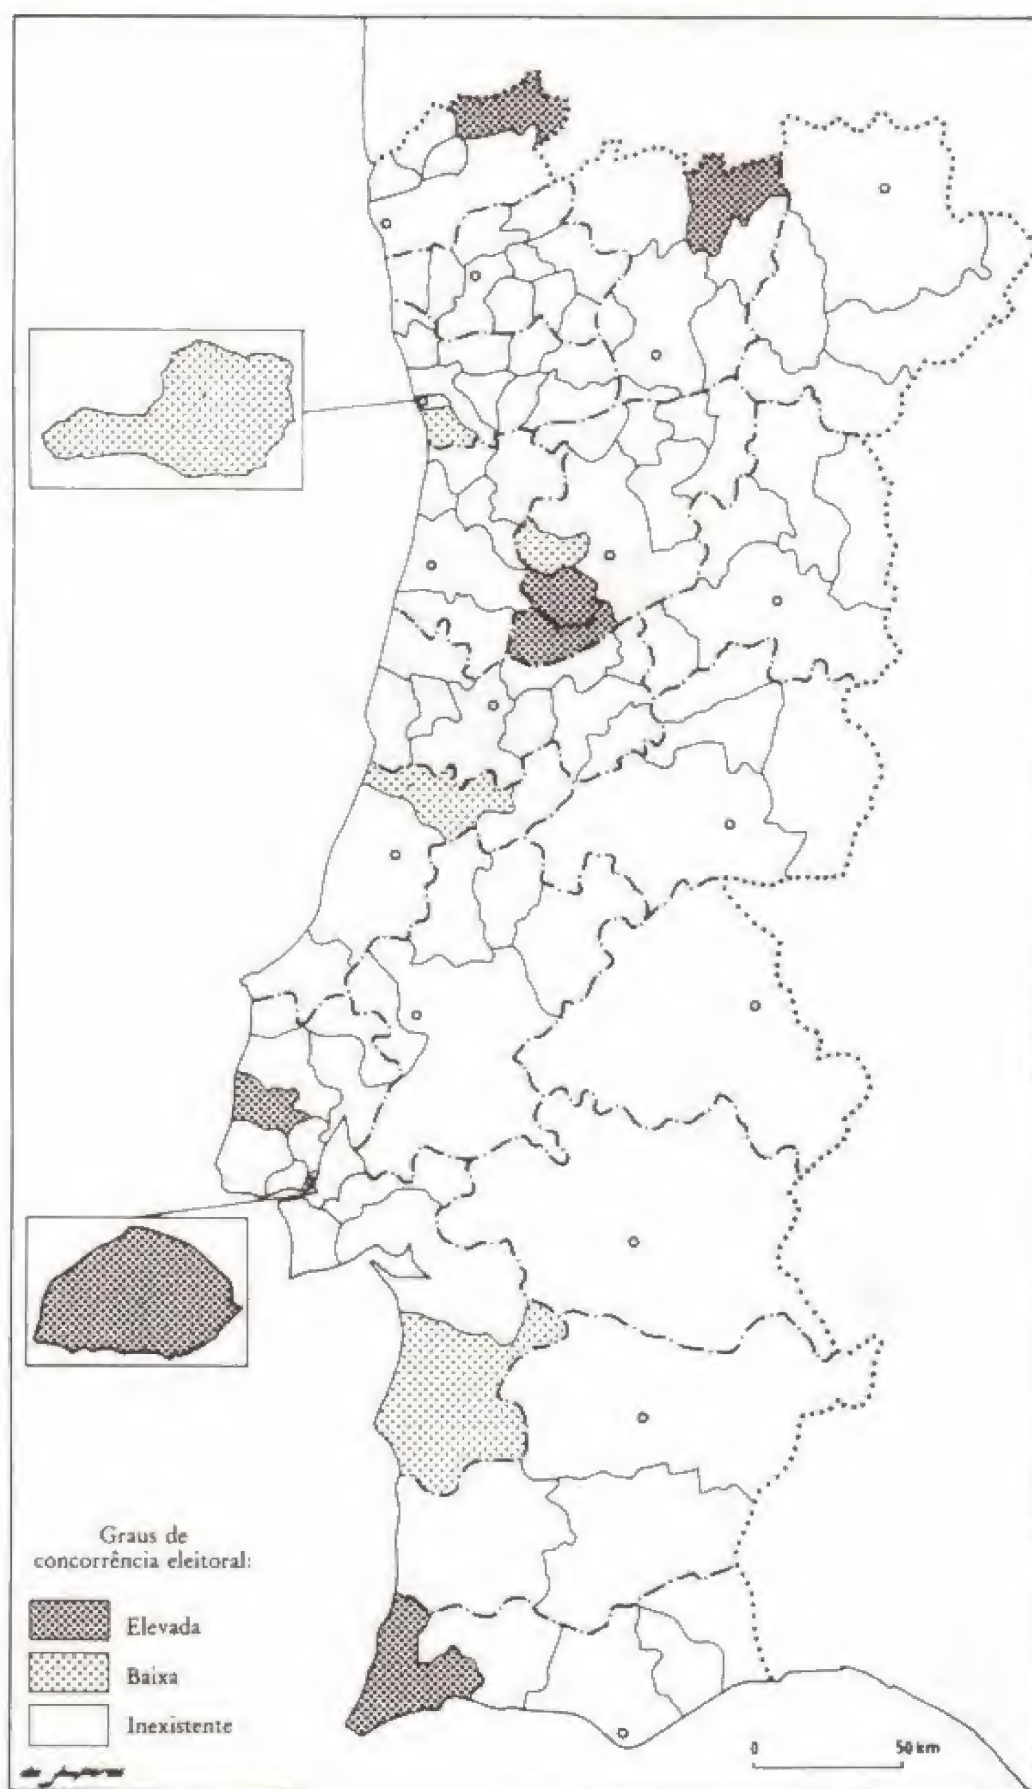 Graus de
concorrência eleitoral:
Elevada
Baixa
Inexistente
0 50 km